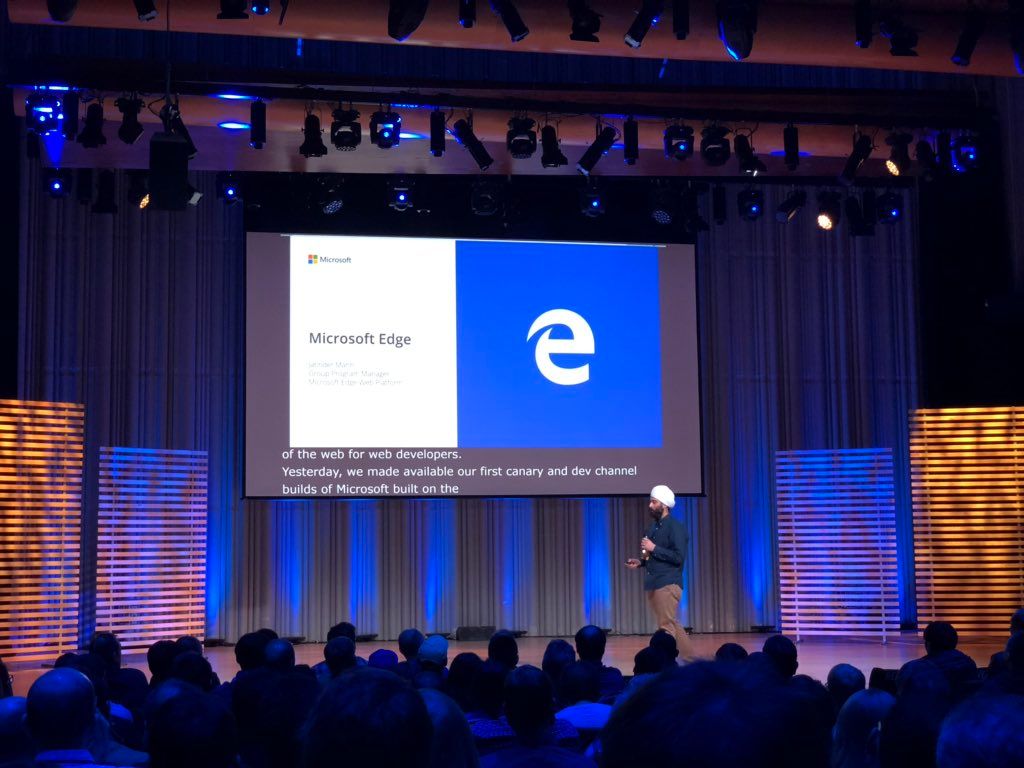 Microsoft
Microsoft Edge
Jatinder Mann
Group Program Manager
Microsoft Edge Web Platform
of the web for web developers.
Yesterday, we made available our first canary and dev channel
builds of Microsoft built on the